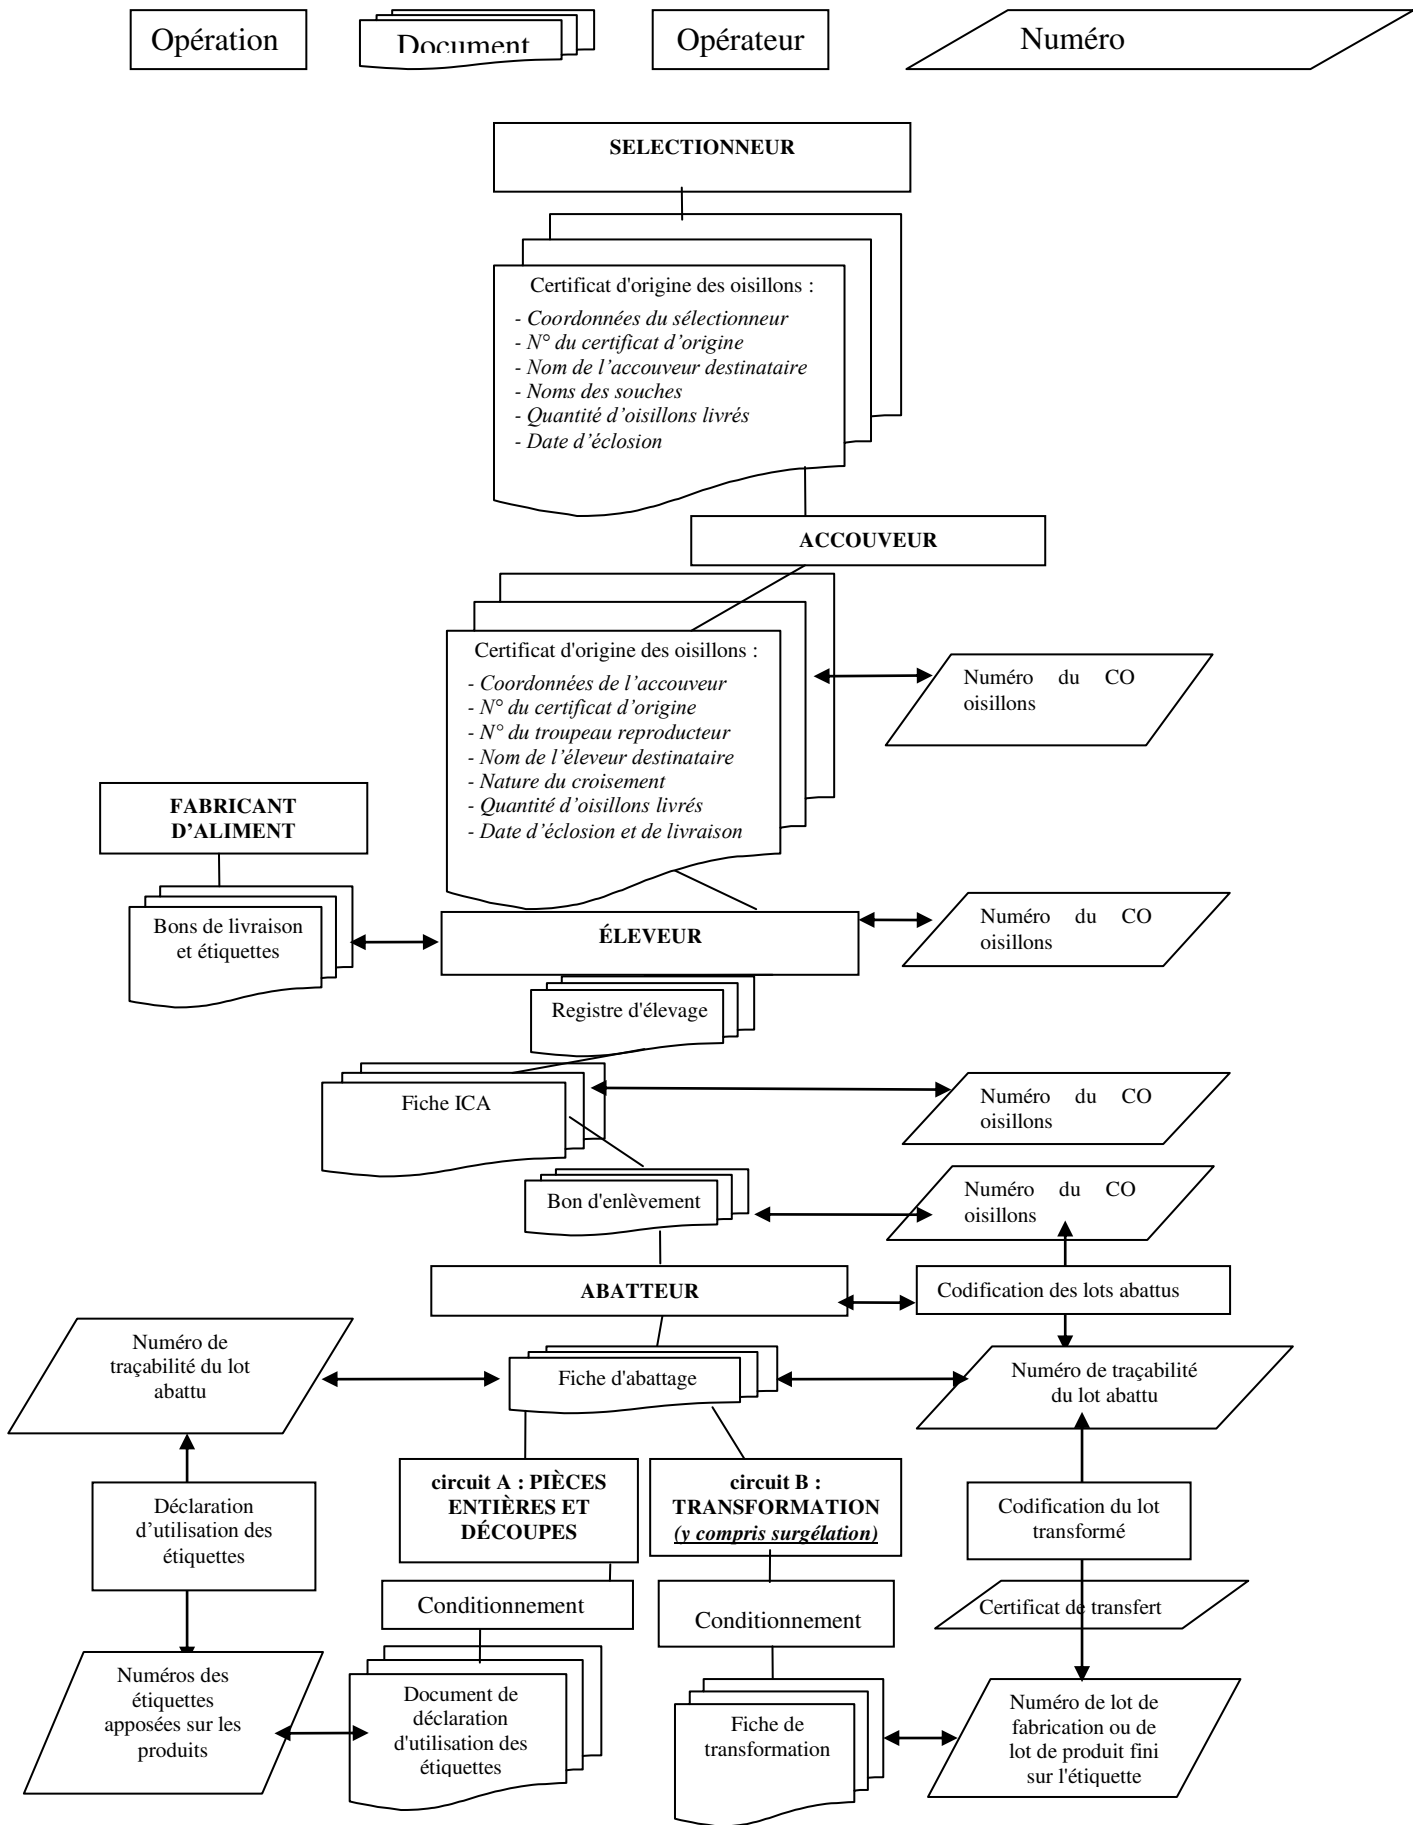 Opération
Document
Opérateur
Numéro
SELECTIONNEUR
Certificat d'origine des oisillons :
- Coordonnées du sélectionneur
- N° du certificat d’origine
- Nom de l’accouveur destinataire
- Noms des souches
- Quantité d’oisillons livrés
- Date d’éclosion
ACCOUVEUR
Certificat d'origine des oisillons :
- Coordonnées de l’accouveur
- N° du certificat d’origine
- N° du troupeau reproducteur
- Nom de l’éleveur destinataire
- Nature du croisement
- Quantité d’oisillons livrés
- Date d’éclosion et de livraison
Numéro du CO
oisillons
FABRICANT
D’ALIMENT
Bons de livraison
et étiquettes
ÉLEVEUR
Numéro du CO
oisillons
Registre d'élevage
Fiche ICA
Numéro du CO
oisillons
Bon d'enlèvement
Numéro du CO
oisillons
ABATTEUR
Codification des lots abattus
Numéro de
traçabilité du lot
abattu
Fiche d'abattage
Numéro de traçabilité
du lot abattu
Déclaration
d’utilisation des
étiquettes
circuit A : PIÈCES
ENTIÈRES ET
DÉCOUPES
circuit B :
TRANSFORMATION
(y compris surgélation)
Codification du lot
transformé
Conditionnement
Conditionnement
Certificat de transfert
Numéros des
étiquettes
apposées sur les
produits
Document de
déclaration
d'utilisation des
étiquettes
Fiche de
transformation
Numéro de lot de
fabrication ou de
lot de produit fini
sur l'étiquette